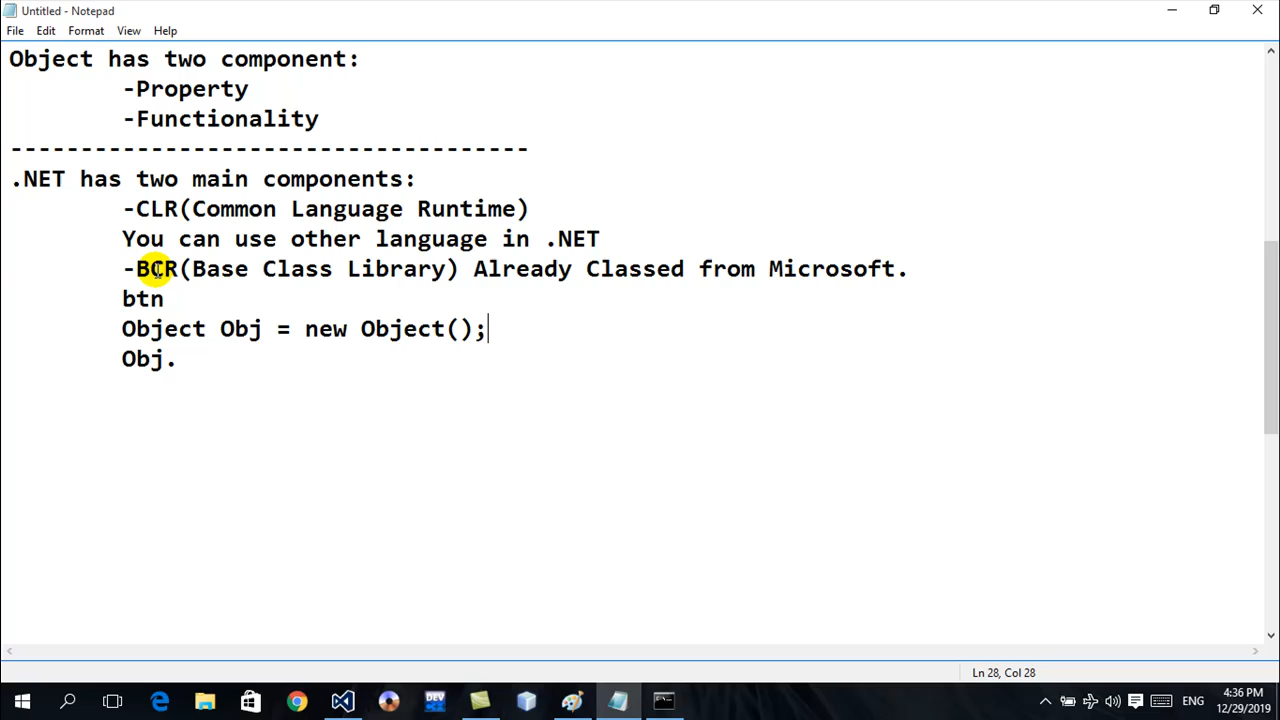 Untitled - Notepad
File Edit Format View Help
Object has two component:
-Property
-Functionality
-------------------------------------
.NET has two main components:
-CLR(Common Language Runtime)
You can use other language in .NET
-BCR(Base Class Library) Already Classed from Microsoft.
btn
Object Obj = new Object();
Obj.
Ln 28, Col 28
DEV
ENG
4:36 PM
12/29/2019